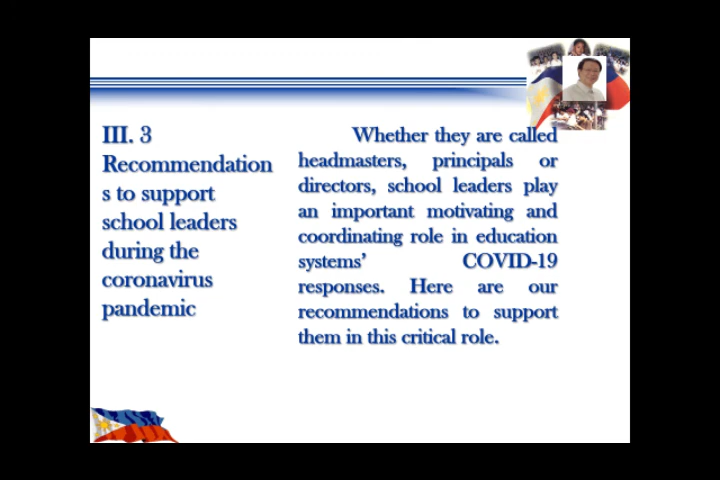 III. 3
Recommendation
s to support
school leaders
during the
coronavirus
pandemic
Whether they are called
headmasters, principals or
directors, school leaders play
an important motivating and
coordinating role in education
systems’ COVID-19
responses. Here are our
recommendations to support
them in this critical role.